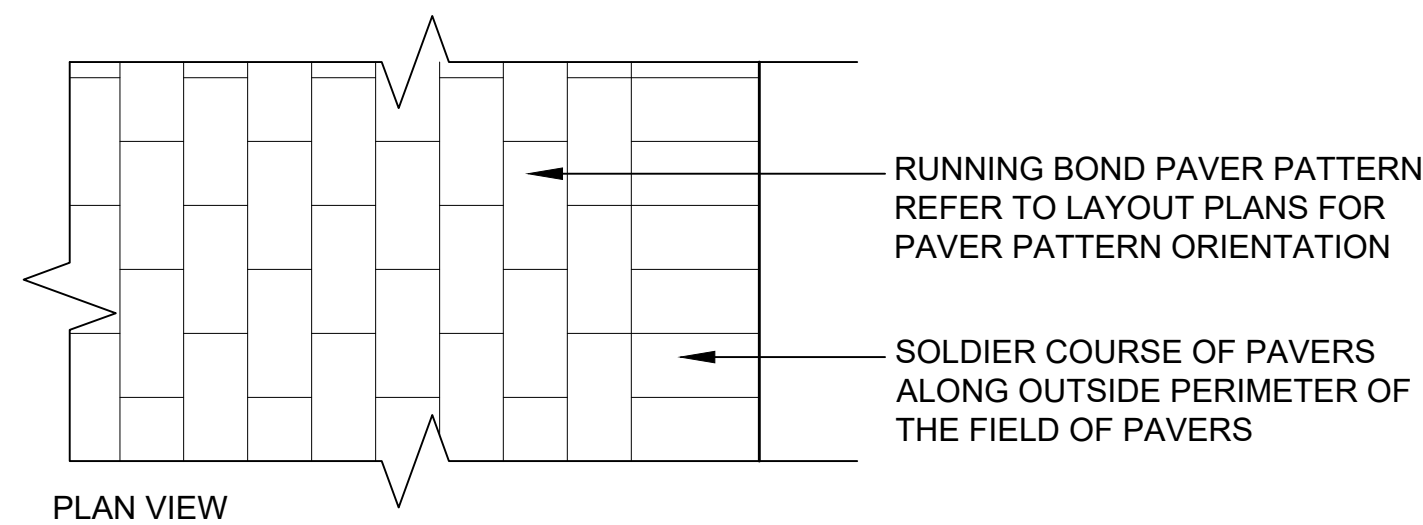 RUNNING BOND PAVER PATTERN
REFER TO LAYOUT PLANS FOR
PAVER PATTERN ORIENTATION
SOLDIER COURSE OF PAVERS
ALONG OUTSIDE PERIMETER OF
THE FIELD OF PAVERS
PLAN VIEW